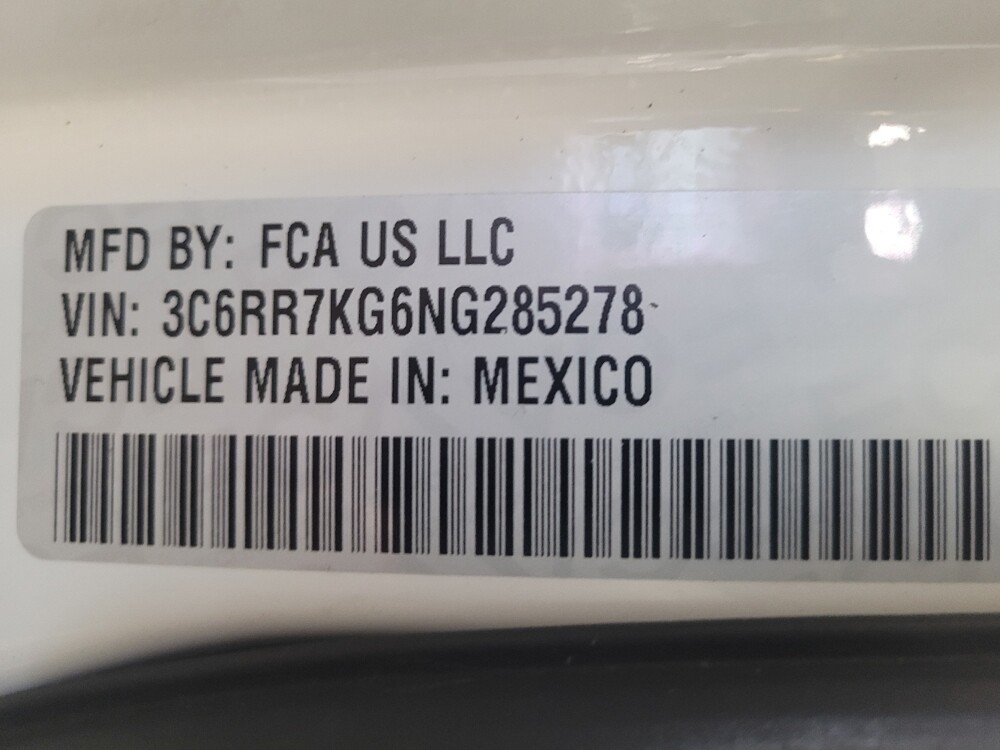 MFD BY: FCA US LLC
VIN: 3C6RR7KG6NG285278
VEHICLE MADE IN: MEXICO